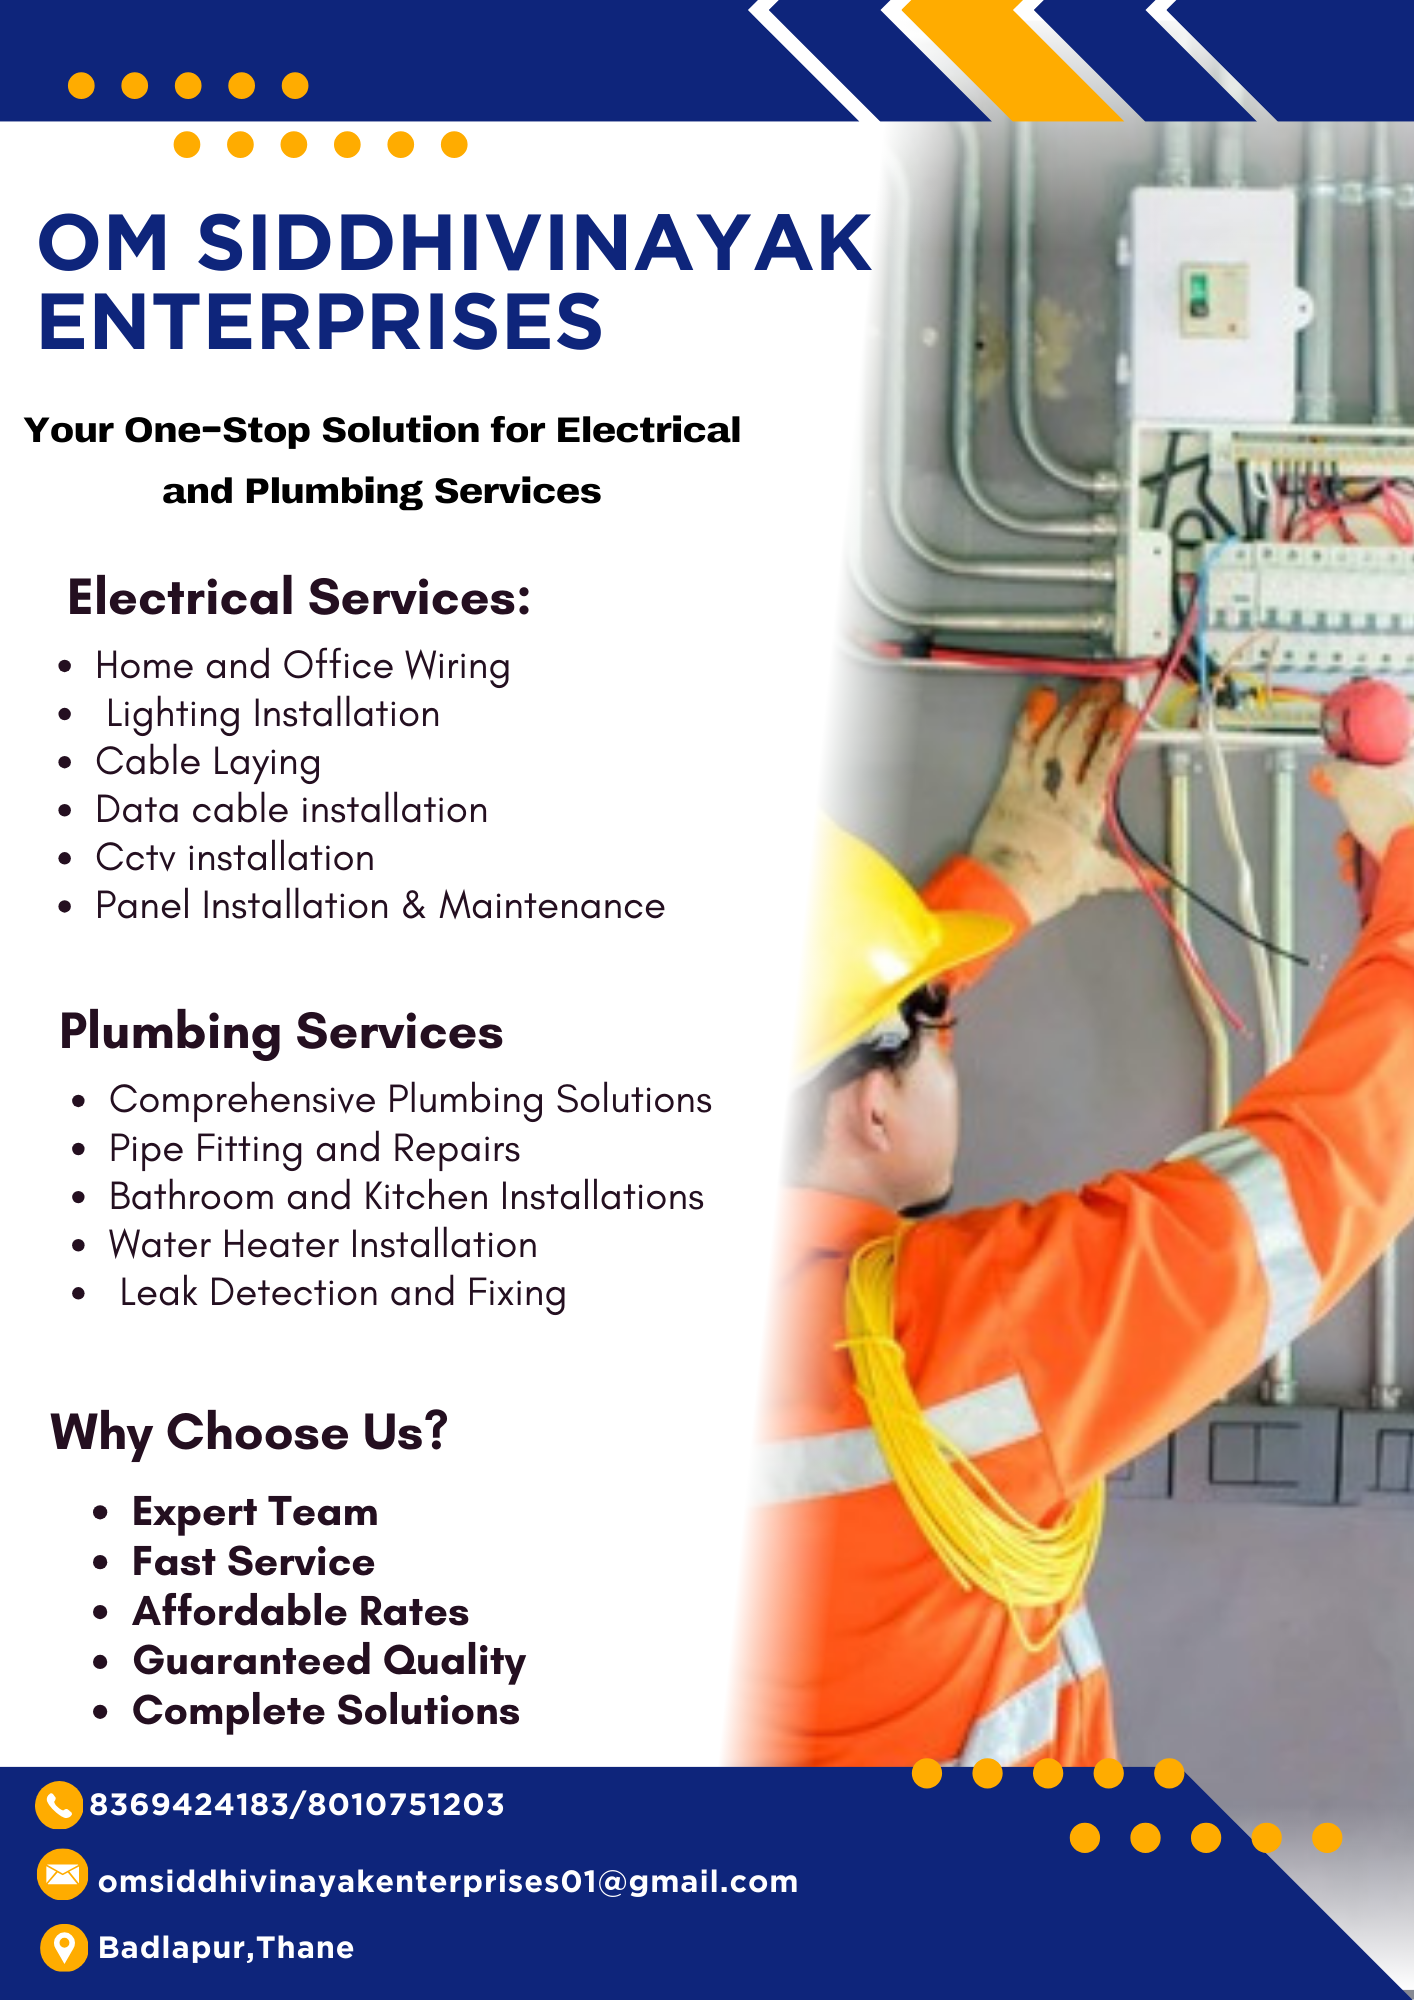 OM SIDDHIVINAYAK
ENTERPRISES
Your One-Stop Solution for Electrical
and Plumbing Services
Electrical Services:
• Home and Office Wiring
• Lighting Installation
• Cable Laying
• Data cable installation
• Cctv installation
• Panel Installation & Maintenance
Plumbing Services
• Comprehensive Plumbing Solutions
• Pipe Fitting and Repairs
• Bathroom and Kitchen Installations
• Water Heater Installation
• Leak Detection and Fixing
Why Choose Us?
• Expert Team
• Fast Service
• Affordable Rates
• Guaranteed Quality
• Complete Solutions
8369424183/8010751203
omsiddhivinayakenterprises01@gmail.com
Badlapur,Thane